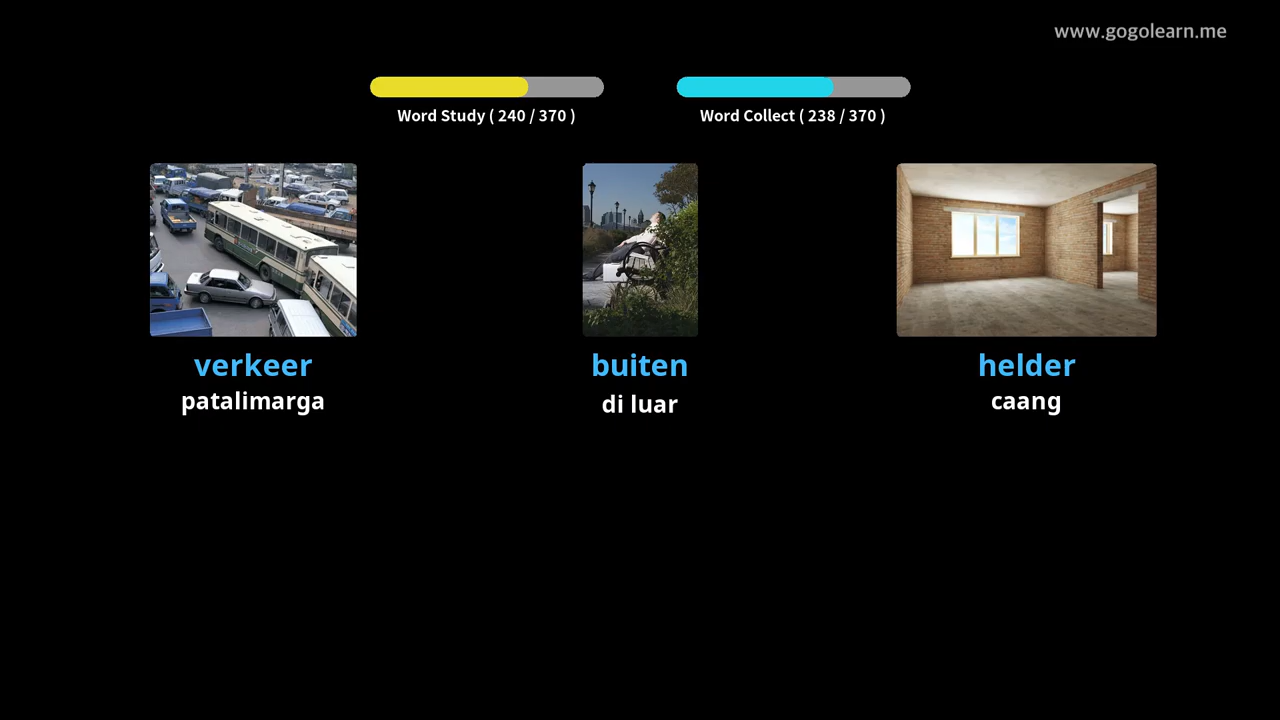 www.gogolearn.me
Word Study ( 240 / 370 )
Word Collect ( 238 / 370 )
verkeer
patalimarga
buiten
di luar
helder
caang